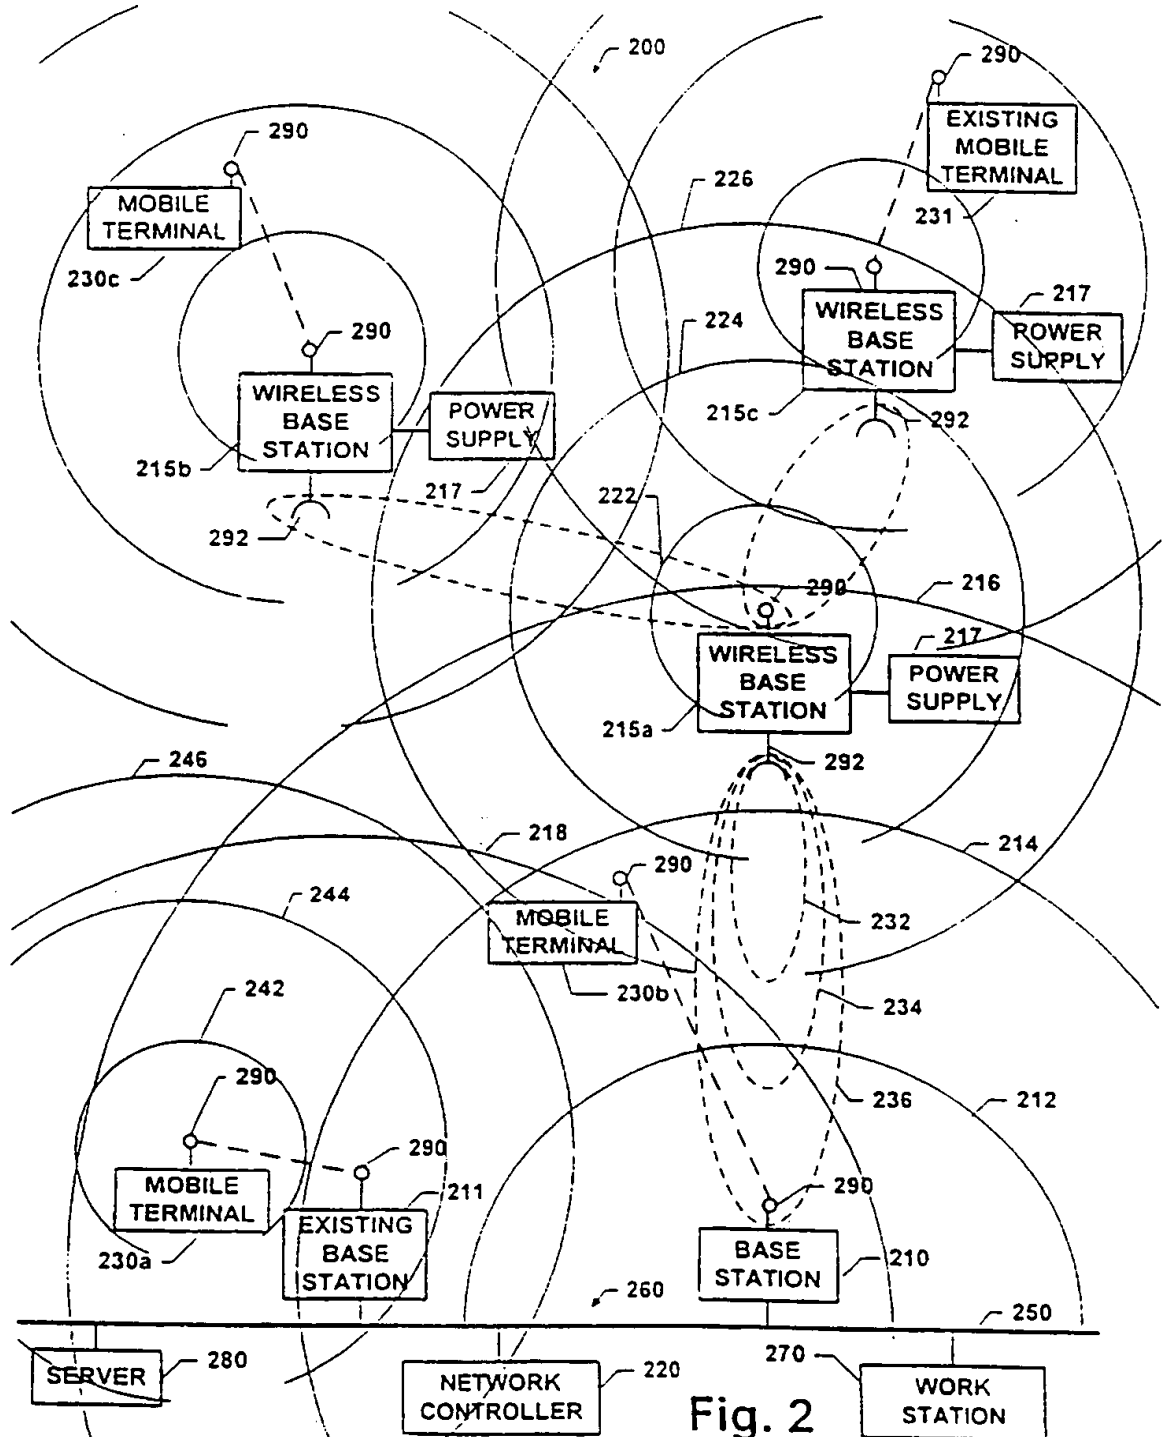 200
290
EXISTING
MOBILE
TERMINAL
231
290
MOBILE
TERMINAL
230c
226
290
WIRELESS
BASE
STATION
215c
217
POWER
SUPPLY
292
224
290
WIRELESS
BASE
STATION
215b
POWER
SUPPLY
217
292
222
290
216
WIRELESS
BASE
STATION
215a
217
POWER
SUPPLY
292
246
218
214
290
MOBILE
TERMINAL
230b
244
232
234
242
236
212
290
MOBILE
TERMINAL
230a
290
211
EXISTING
BASE
STATION
290
BASE
STATION
210
260
250
SERVER
280
NETWORK
CONTROLLER
220
270
WORK
STATION
Fig. 2